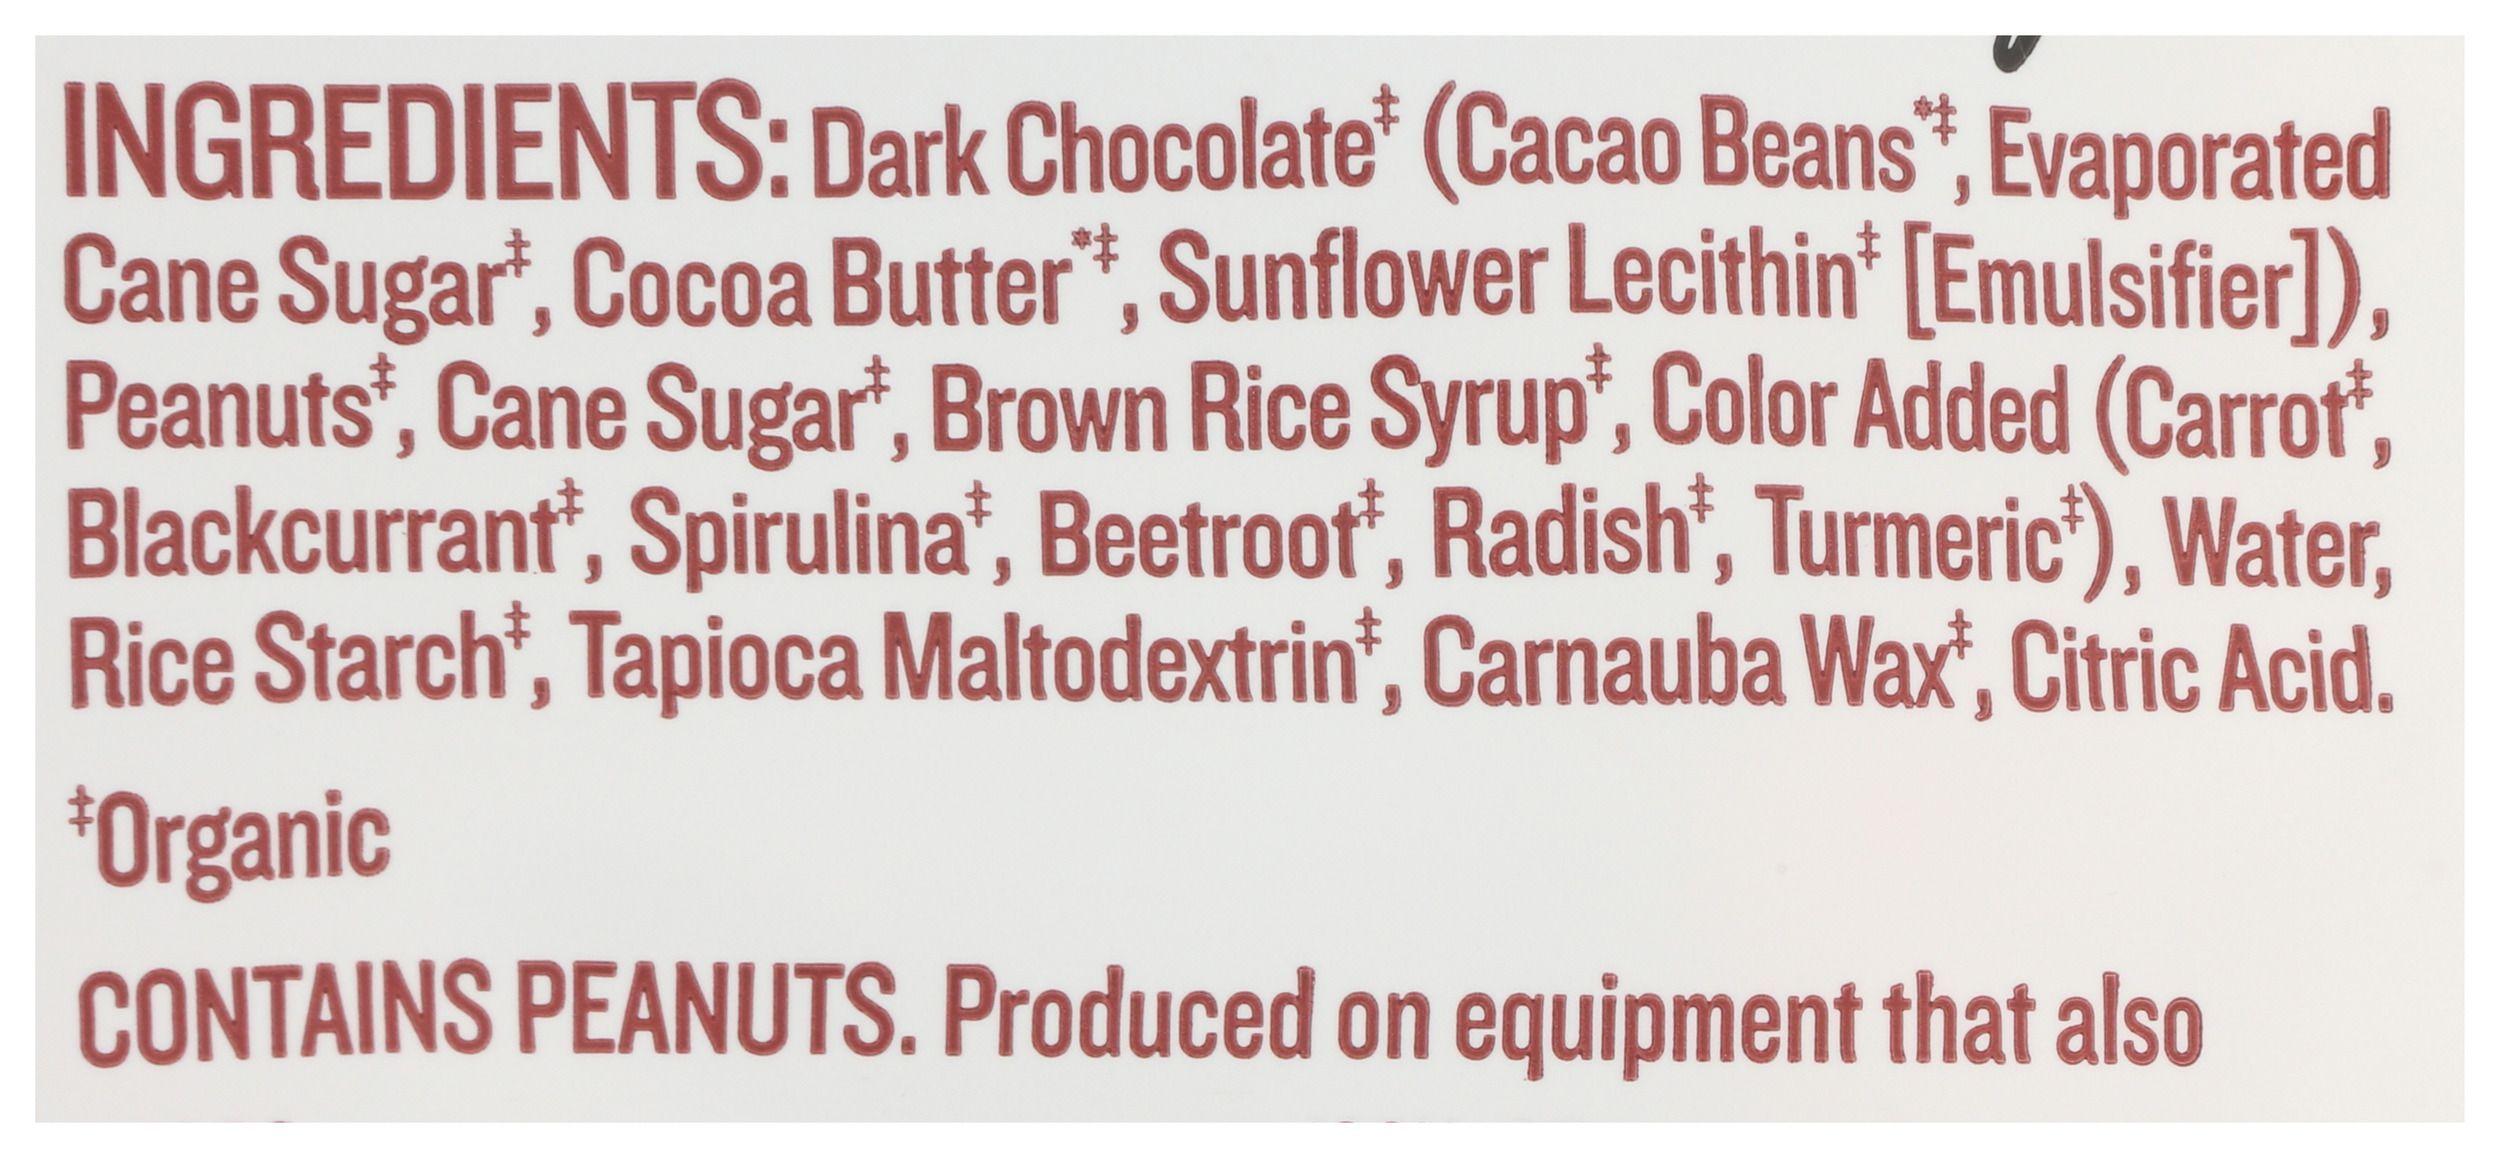 INGREDIENTS: Dark Chocolate‡ (Cacao Beans*‡, Evaporated
Cane Sugar‡, Cocoa Butter*‡, Sunflower Lecithin‡ [Emulsifier]),
Peanuts‡, Cane Sugar‡, Brown Rice Syrup‡, Color Added (Carrot‡,
Blackcurrant‡, Spirulina‡, Beetroot‡, Radish‡, Turmeric‡), Water,
Rice Starch‡, Tapioca Maltodextrin‡, Carnauba Wax‡, Citric Acid.
‡Organic
CONTAINS PEANUTS. Produced on equipment that also